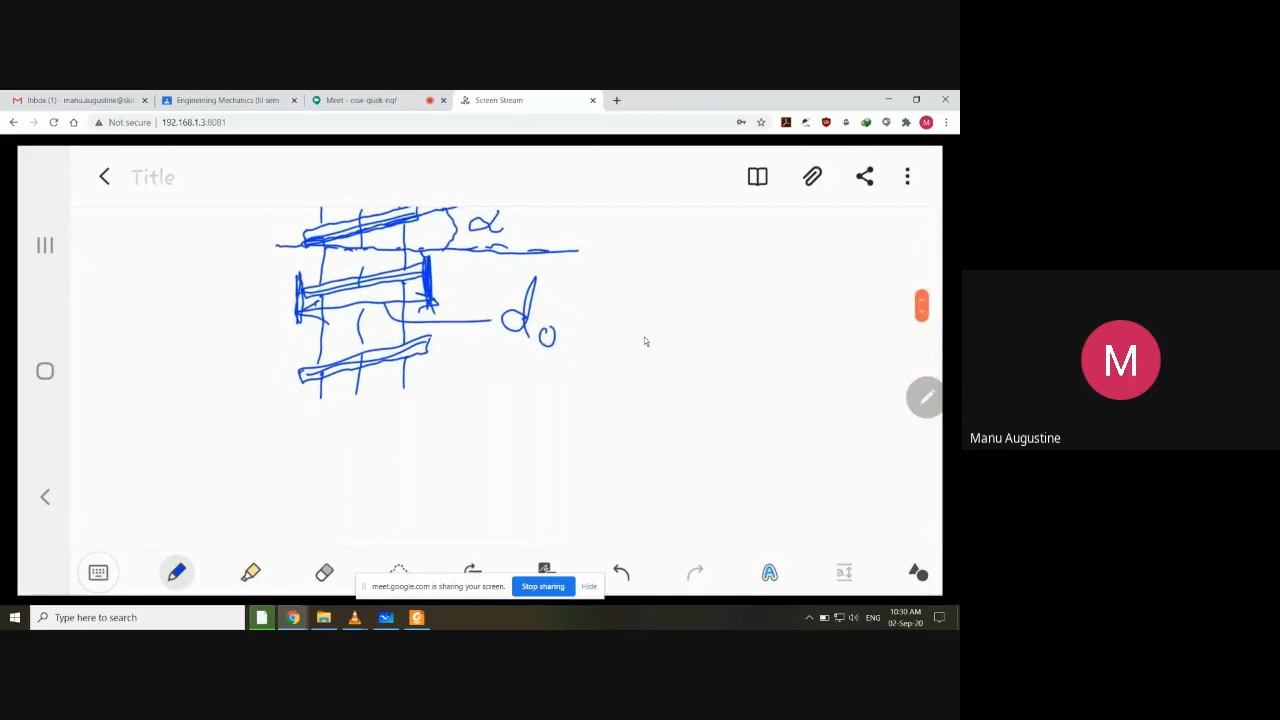 Inbox (1) - manu.augustine@ski
Engineering Mechanics (III sem
Meet - osw-quek-nqf
Screen Stream
Not secure
192.168.1.3:8081
Title
α
d₀
meet.google.com is sharing your screen.
Stop sharing
Hide
Manu Augustine
M
Type here to search
ENG
10:30 AM
02-Sep-20